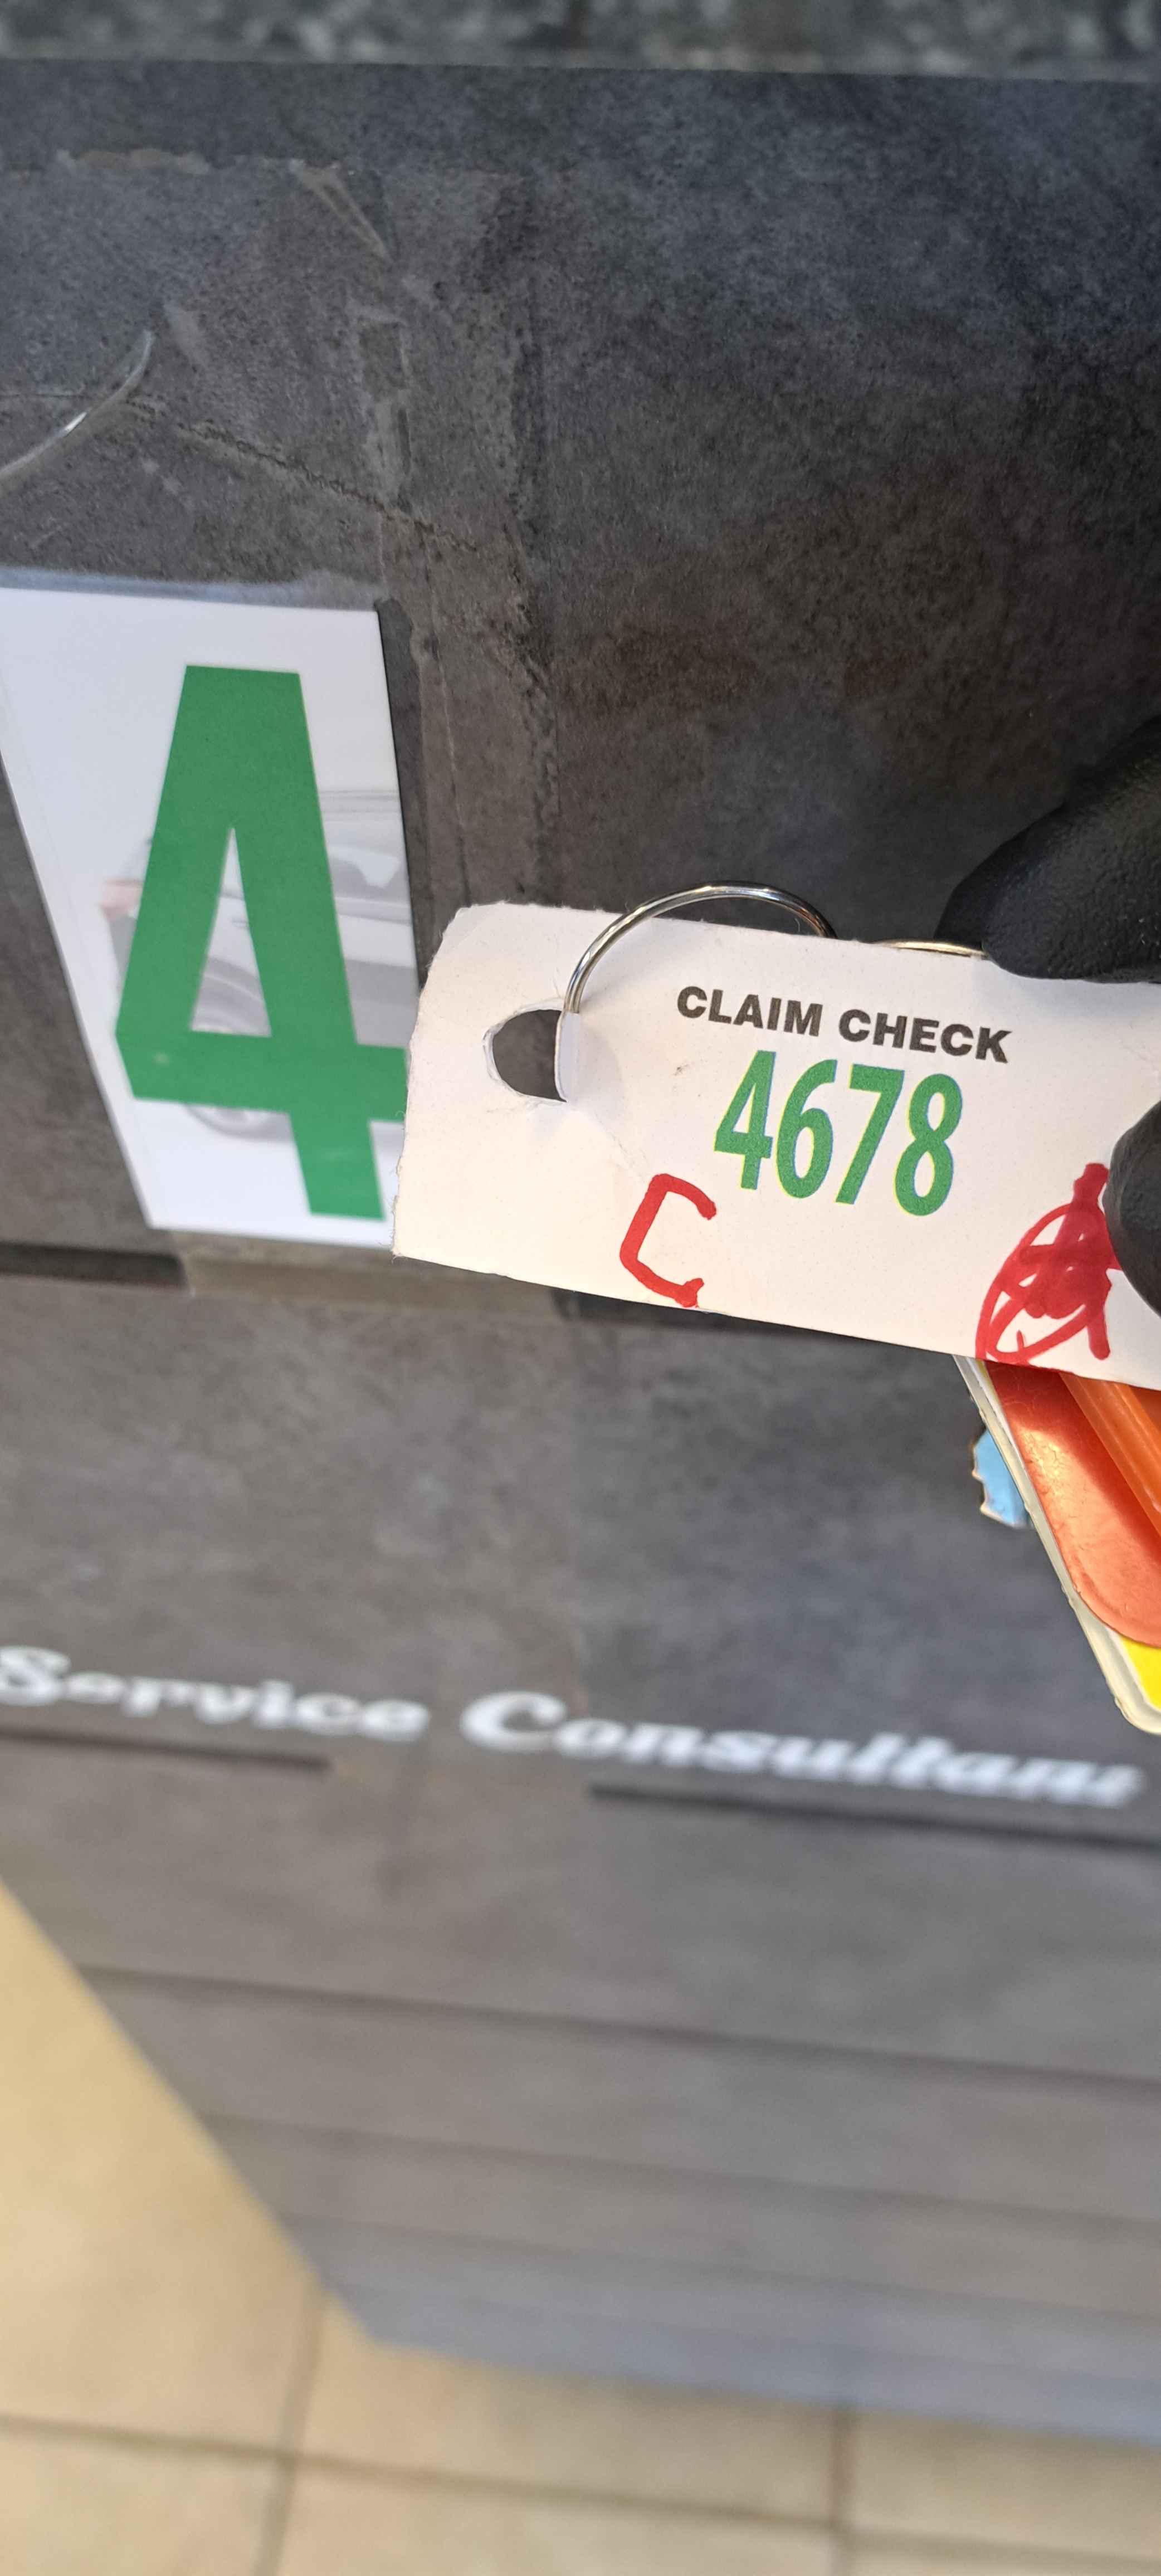 4
CLAIM CHECK
4678
C
Service Consultant